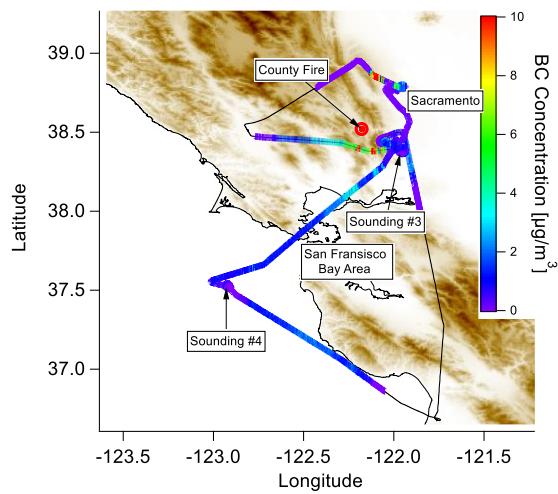 39.0
38.5
38.0
37.5
37.0
Latitude
-123.5
-123.0
-122.5
-122.0
-121.5
Longitude
County Fire
Sacramento
Sounding #3
San Fransisco
Bay Area
Sounding #4
10
8
6
4
2
0
BC Concentration [µg/m³]